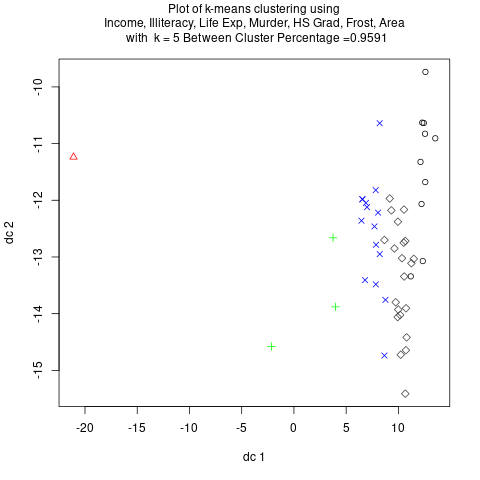 Plot of k-means clustering using
Income, Illiteracy, Life Exp, Murder, HS Grad, Frost, Area
with k = 5 Between Cluster Percentage =0.9591
-10
-11
-12
-13
-14
-15
dc 2
-20 -15 -10 -5 0 5 10
dc 1